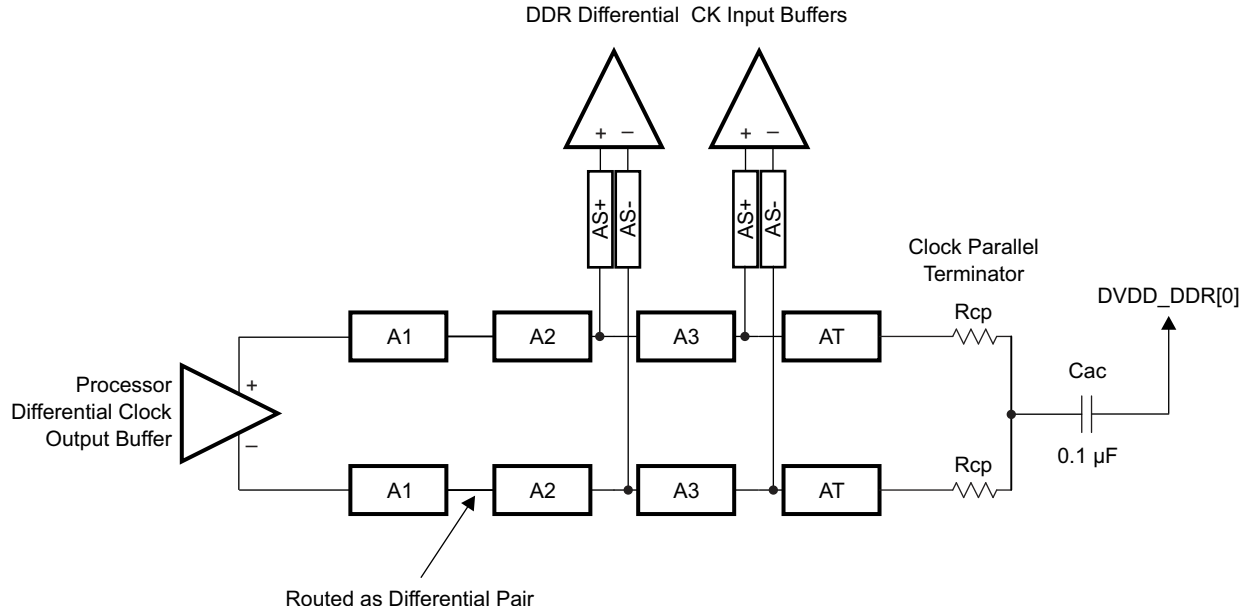 DDR Differential CK Input Buffers
+ –
+ –
AS+
AS-
AS+
AS-
Clock Parallel
Terminator
DVDD_DDR[0]
Rcp
A1
A2
A3
AT
Processor
Differential Clock
Output Buffer
+
–
Cac
0.1 µF
Rcp
A1
A2
A3
AT
Routed as Differential Pair